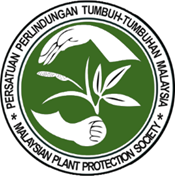 PERSATUAN PERLINDUNGAN TUMBUH-TUMBUHAN MALAYSIA
* MALAYSIAN PLANT PROTECTION SOCIETY *